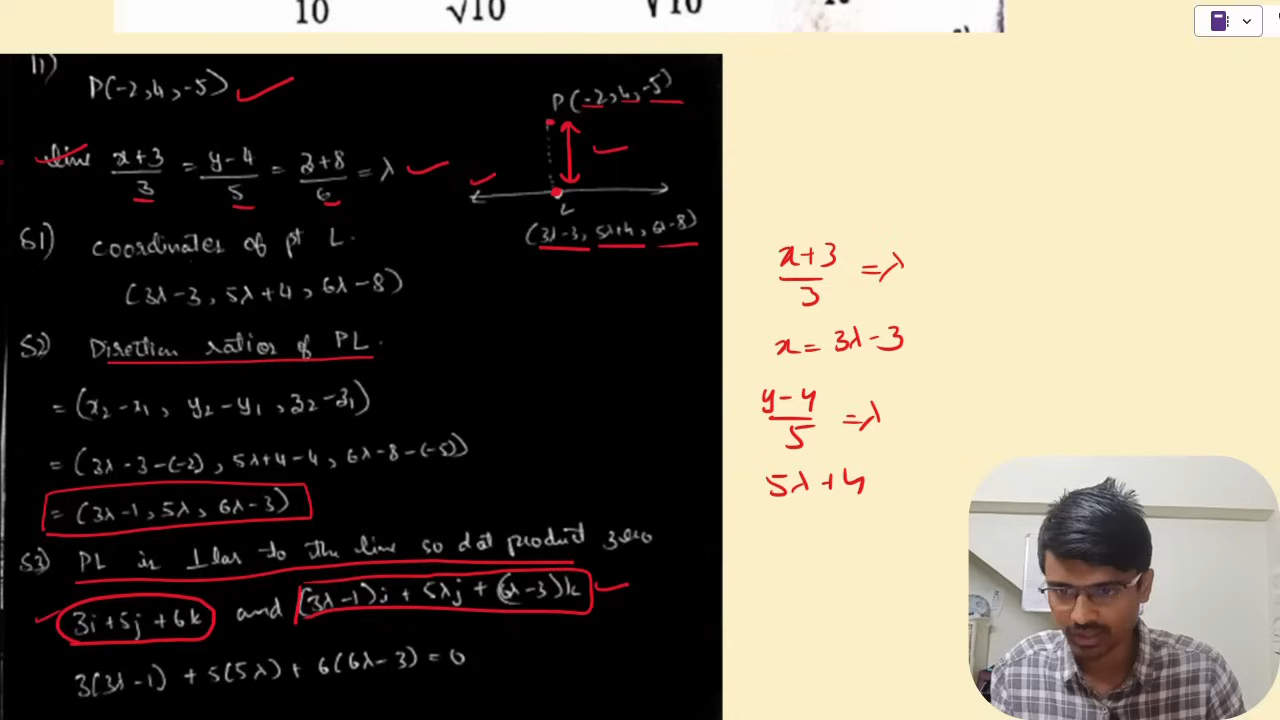 10 √10 √10
11)
P(-2,4,-5)
P(-2,4,-5)
line x+3/3 = y-4/5 = z+8/6 = λ
L
(3λ-3, 5λ+4, 6λ-8)
S1) coordinates of pt L.
(3λ-3, 5λ+4, 6λ-8)
S2) Direction ratios of PL.
= (x₂-x₁, y₂-y₁, z₂-z₁)
= (3λ-3-(-2), 5λ+4-4, 6λ-8-(-5))
= (3λ-1, 5λ, 6λ-3)
S3) PL is ⊥lar to the line so dot product zero
3i+5j+6k and (3λ-1)i + 5λj + (6λ-3)k
3(3λ-1) + 5(5λ) + 6(6λ-3) = 0
x+3/3 = λ
x = 3λ-3
y-4/5 = λ
5λ+4